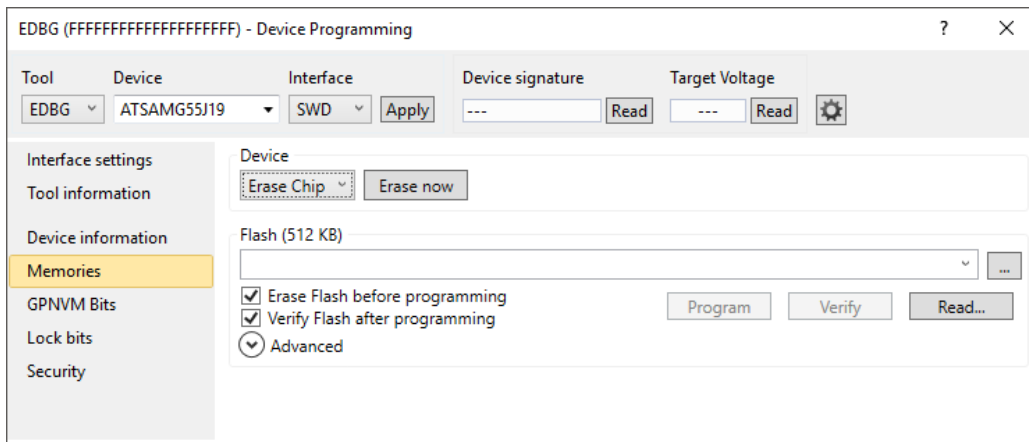 EDBG (FFFFFFFFFFFFFFFFFFFF) - Device Programming ?
Tool Device Interface Device signature Target Voltage
EDBG ATSAMG55J19 SWD Apply --- Read --- Read
Interface settings
Tool information
Device information
Memories
GPNVM Bits
Lock bits
Security
Device
Erase Chip Erase now
Flash (512 KB)
...
Erase Flash before programming
Verify Flash after programming
Program Verify Read...
Advanced